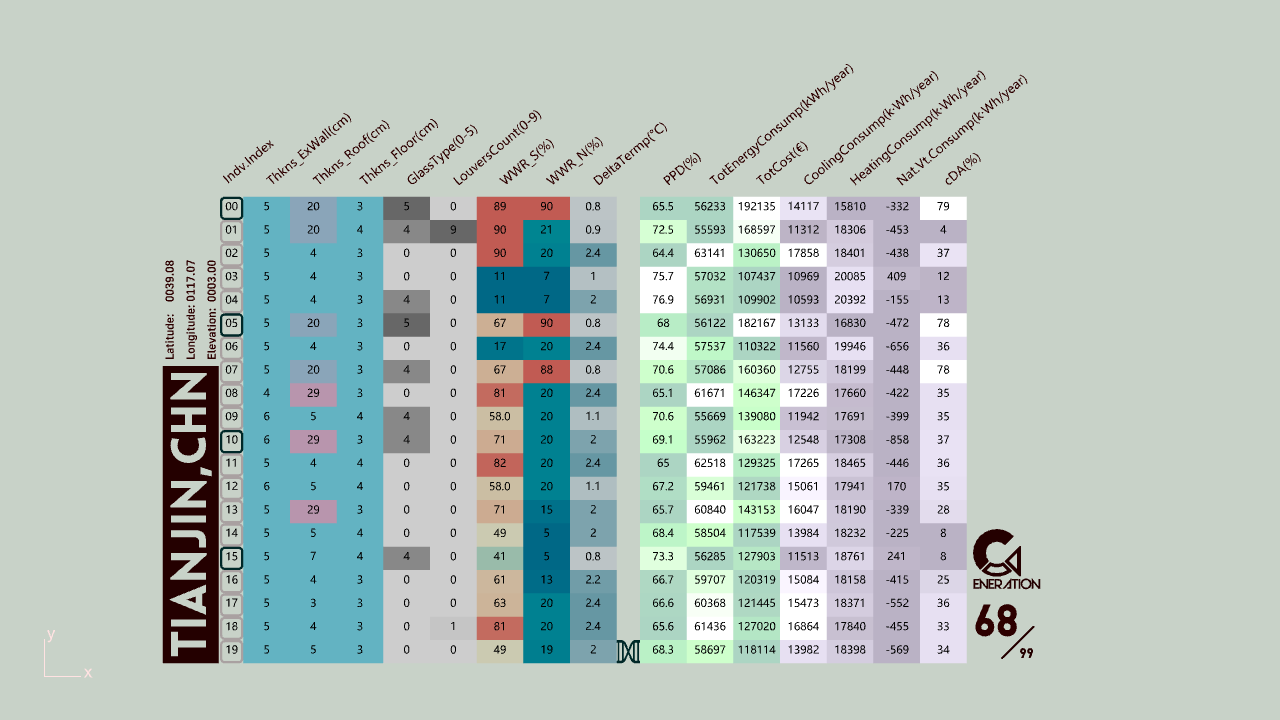 Indv.Index Thkns_ExWall(cm) Thkns_Roof(cm) Thkns_Floor(cm) GlassType(0-5) LouversCount(0-9) WWR_S(%) WWR_N(%) DeltaTermp(°C) PPD(%) TotEnergyConsump(kWh/year) TotCost(€) CoolingConsump(k·Wh/year) HeatingConsump(k·Wh/year) Nat.Vt.Consump(k·Wh/year) cDA(%)
00 5 20 3 5 0 89 90 0.8 65.5 56233 192135 14117 15810 -332 79
01 5 20 4 4 9 90 21 0.9 72.5 55593 168597 11312 18306 -453 4
02 5 4 3 0 0 90 20 2.4 64.4 63141 130650 17858 18401 -438 37
03 5 4 3 0 0 11 7 1 75.7 57032 107437 10969 20085 409 12
04 5 4 3 4 0 11 7 2 76.9 56931 109902 10593 20392 -155 13
05 5 20 3 5 0 67 90 0.8 68 56122 182167 13133 16830 -472 78
06 5 4 3 0 0 17 20 2.4 74.4 57537 110322 11560 19946 -656 36
07 5 20 3 4 0 67 88 0.8 70.6 57086 160360 12755 18199 -448 78
08 4 29 3 0 0 81 20 2.4 65.1 61671 146347 17226 17660 -422 35
09 6 5 4 4 0 58.0 20 1.1 70.6 55669 139080 11942 17691 -399 35
10 6 29 3 4 0 71 20 2 69.1 55962 163223 12548 17308 -858 37
11 5 4 4 0 0 82 20 2.4 65 62518 129325 17265 18465 -446 36
12 6 5 4 0 0 58.0 20 1.1 67.2 59461 121738 15061 17941 170 35
13 5 29 3 0 0 71 15 2 65.7 60840 143153 16047 18190 -339 28
14 5 5 4 0 0 49 5 2 68.4 58504 117539 13984 18232 -225 8
15 5 7 4 4 0 41 5 0.8 73.3 56285 127903 11513 18761 241 8
16 5 4 3 0 0 61 13 2.2 66.7 59707 120319 15084 18158 -415 25
17 5 3 3 0 0 63 20 2.4 66.6 60368 121445 15473 18371 -552 36
18 5 4 3 0 1 81 20 2.4 65.6 61436 127020 16864 17840 -455 33
19 5 5 3 0 0 49 19 2 68.3 58697 118114 13982 18398 -569 34
Latitude: 0039.08
Longitude: 0117.07
Elevation: 0003.00
TIANJIN,CHN
ENERATION
68/99
y
x